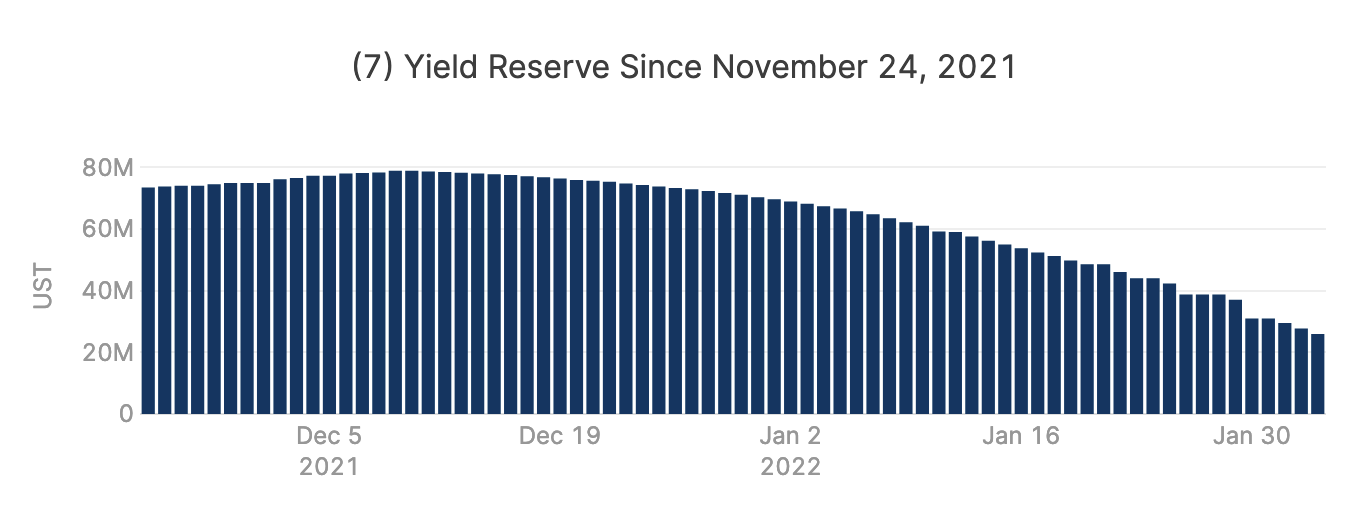 (7) Yield Reserve Since November 24, 2021
80M
60M
40M
20M
0
UST
Dec 5 Dec 19 Jan 2 Jan 16 Jan 30
2021 2022